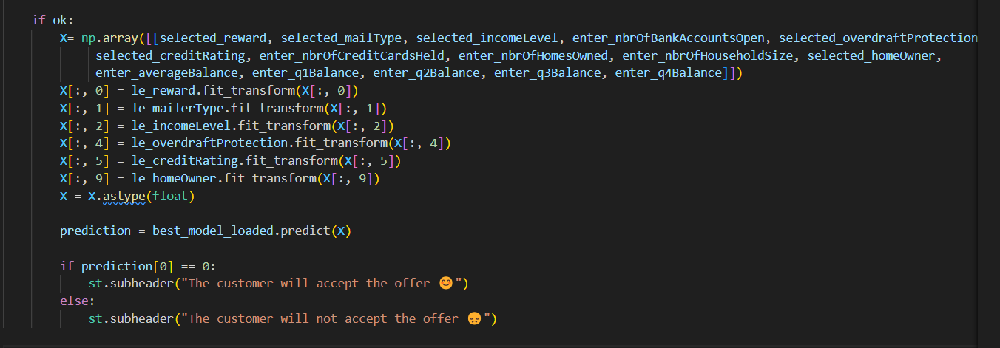 if ok:
X= np.array([[selected_reward, selected_mailType, selected_incomeLevel, enter_nbrOfBankAccountsOpen, selected_overdraftProtection
selected_creditRating, enter_nbrOfCreditCardsHeld, enter_nbrOfHomesOwned, enter_nbrOfHouseholdSize, selected_homeOwner,
enter_averageBalance, enter_q1Balance, enter_q2Balance, enter_q3Balance, enter_q4Balance]])
X[:, 0] = le_reward.fit_transform(X[:, 0])
X[:, 1] = le_mailerType.fit_transform(X[:, 1])
X[:, 2] = le_incomeLevel.fit_transform(X[:, 2])
X[:, 4] = le_overdraftProtection.fit_transform(X[:, 4])
X[:, 5] = le_creditRating.fit_transform(X[:, 5])
X[:, 9] = le_homeOwner.fit_transform(X[:, 9])
X = X.astype(float)
prediction = best_model_loaded.predict(X)
if prediction[0] == 0:
st.subheader("The customer will accept the offer 😊")
else:
st.subheader("The customer will not accept the offer 😞")